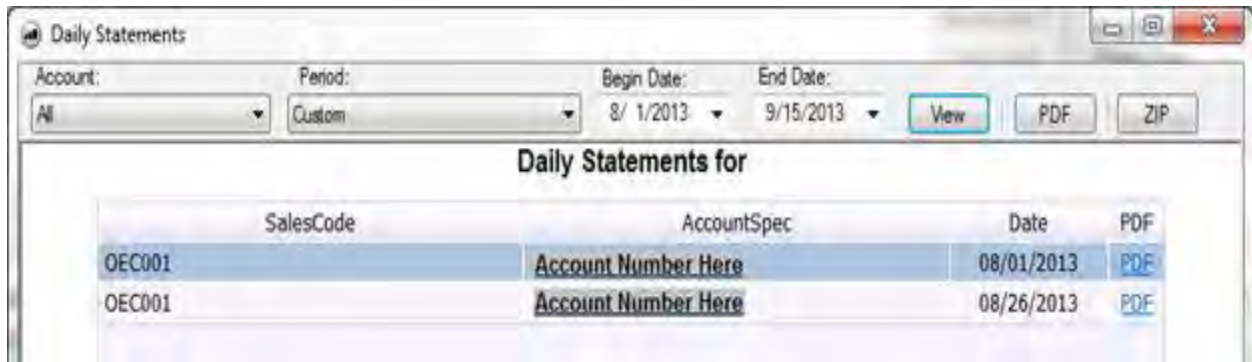 Daily Statements
Account: Period: Begin Date: End Date:
All Custom 8/ 1/2013 9/15/2013 View PDF ZIP
Daily Statements for
SalesCode AccountSpec Date PDF
OEC001 Account Number Here 08/01/2013 PDF
OEC001 Account Number Here 08/26/2013 PDF